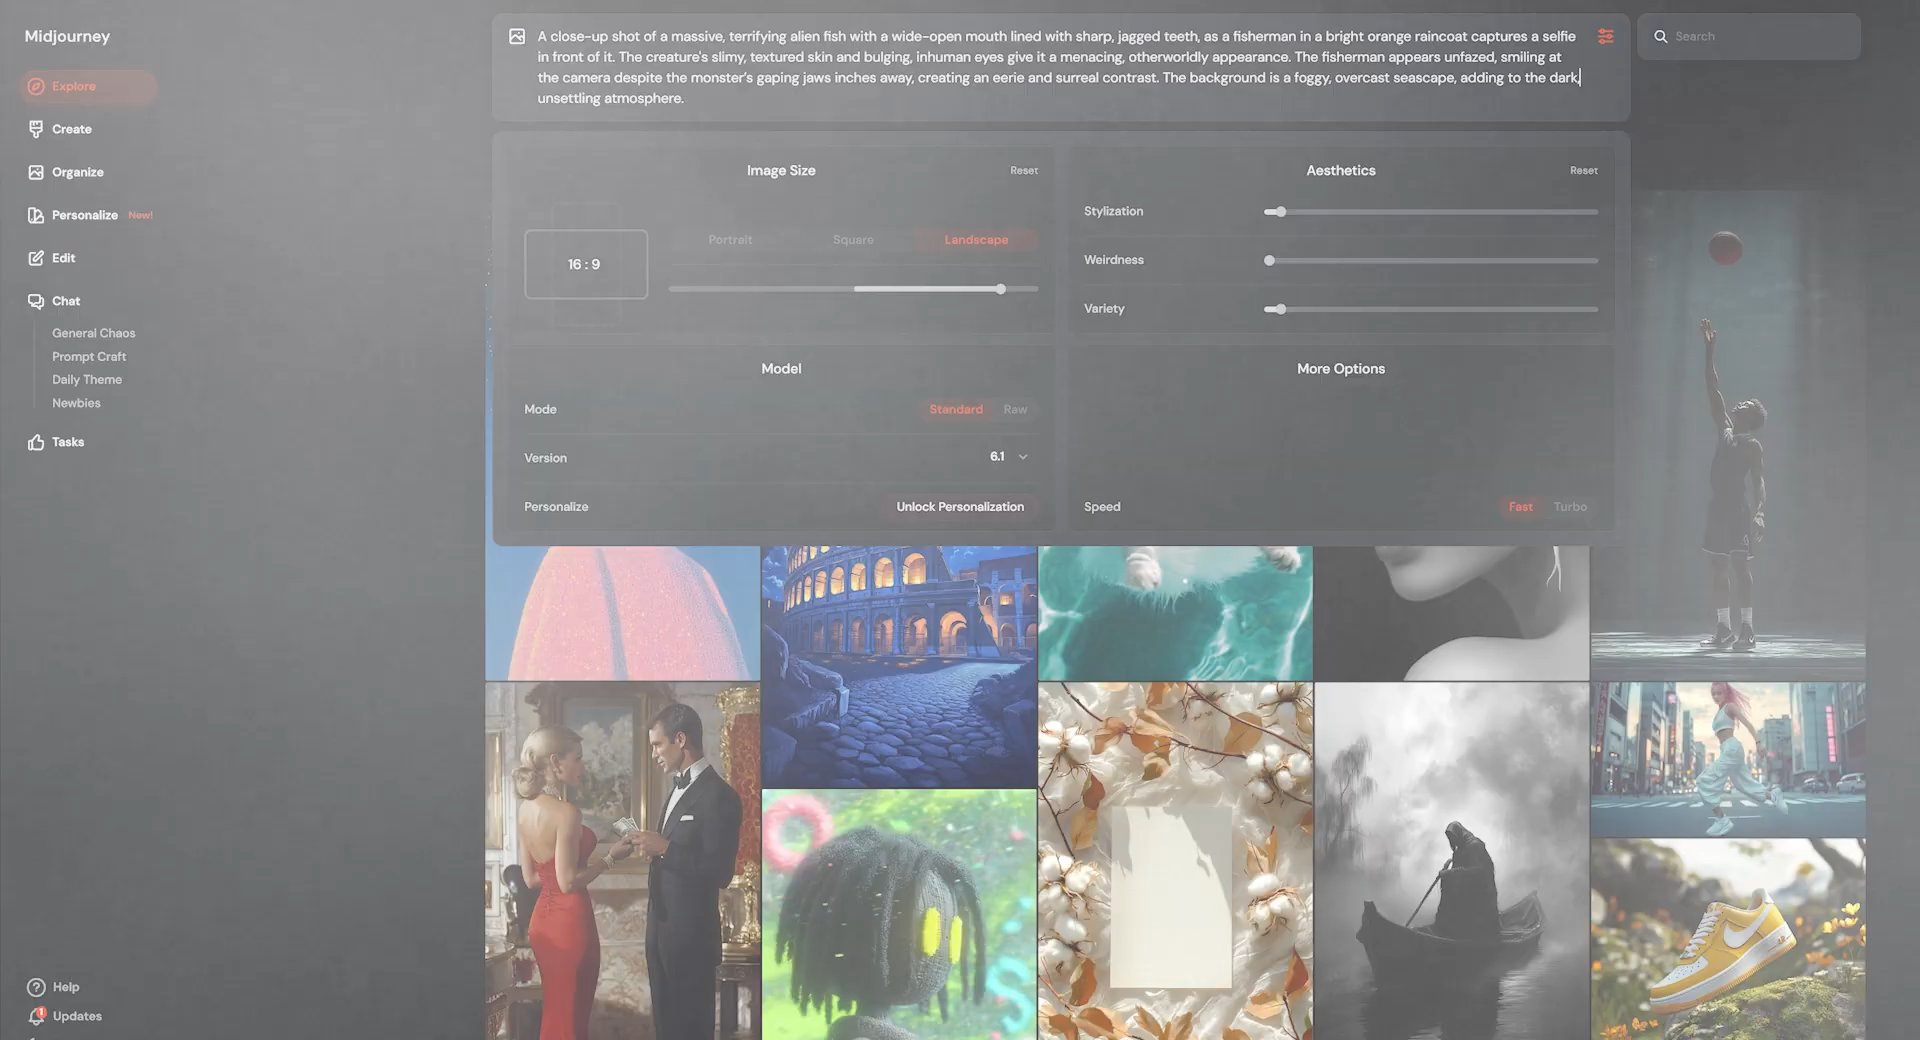 Midjourney
Explore
Create
Organize
Personalize New!
Edit
Chat
General Chaos
Prompt Craft
Daily Theme
Newbies
Tasks
Help
1
Updates
A close-up shot of a massive, terrifying alien fish with a wide-open mouth lined with sharp, jagged teeth, as a fisherman in a bright orange raincoat captures a selfie
in front of it. The creature's slimy, textured skin and bulging, inhuman eyes give it a menacing, otherworldly appearance. The fisherman appears unfazed, smiling at
the camera despite the monster's gaping jaws inches away, creating an eerie and surreal contrast. The background is a foggy, overcast seascape, adding to the dark,
unsettling atmosphere.
Search
Image Size
Reset
16 : 9
Portrait Square Landscape
Aesthetics
Reset
Stylization
Weirdness
Variety
Model
Mode
Standard Raw
Version
6.1
Personalize
Unlock Personalization
More Options
Speed
Fast Turbo